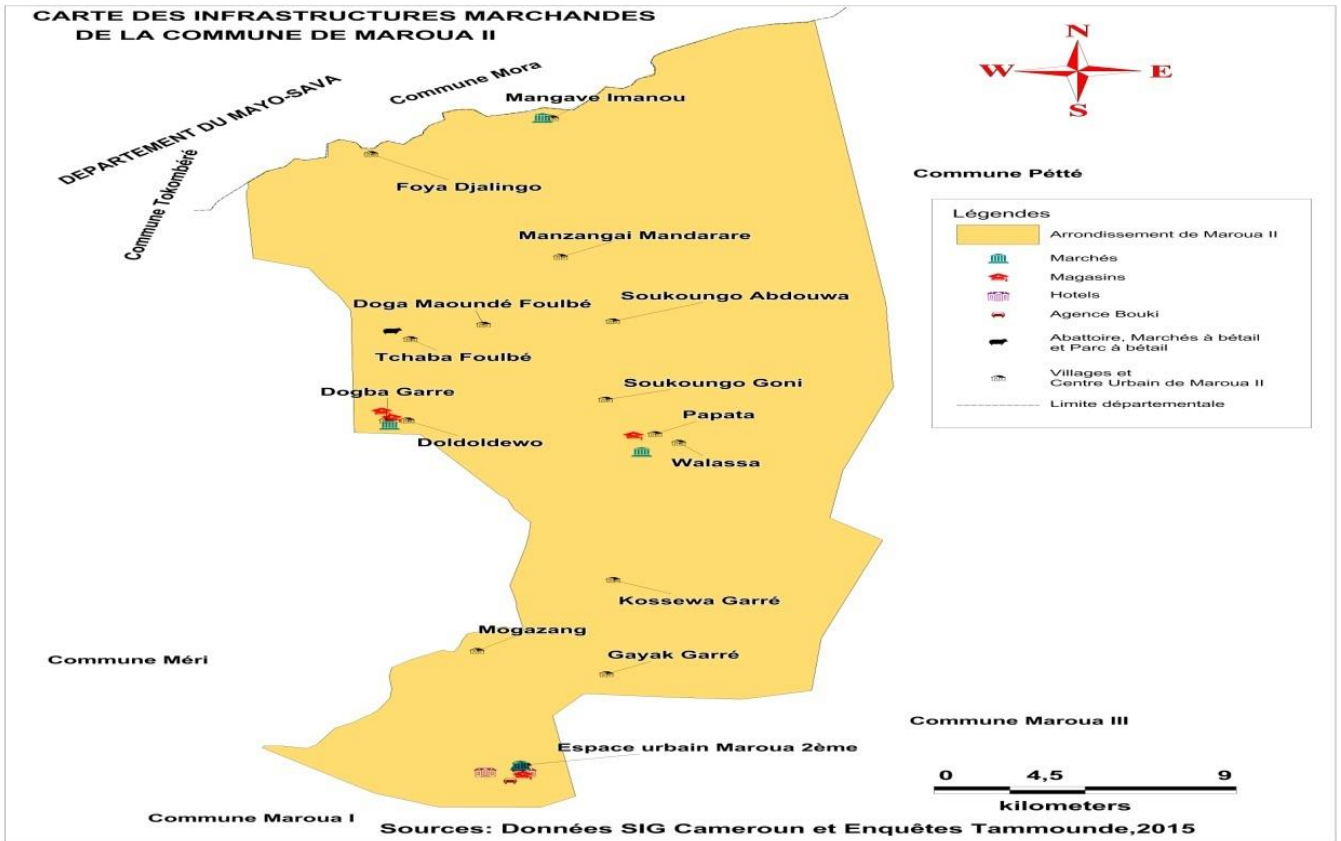 CARTE DES INFRASTRUCTURES MARCHANDES
DE LA COMMUNE DE MAROUA II
N
W E
S
DEPARTEMENT DU MAYO-SAVA
Commune Mora
Commune Tokombéré
Mangave Imanou
Foya Djalingo
Commune Pétté
Manzangai Mandarare
Doga Maoundé Foulbé
Soukoungo Abdouwa
Tchaba Foulbé
Dogba Garre
Soukoungo Goni
Papata
Doldoldewo
Walassa
Légendes
Arrondissement de Maroua II
Marchés
Magasins
Hotels
Agence Bouki
Abattoire, Marchés à bétail
et Parc à bétail
Villages et
Centre Urbain de Maroua II
Limite départementale
Kossewa Garré
Mogazang
Gayak Garré
Commune Méri
Commune Maroua III
Espace urbain Maroua 2ème
0 4,5 9
kilometers
Commune Maroua I
Sources: Données SIG Cameroun et Enquêtes Tammounde,2015